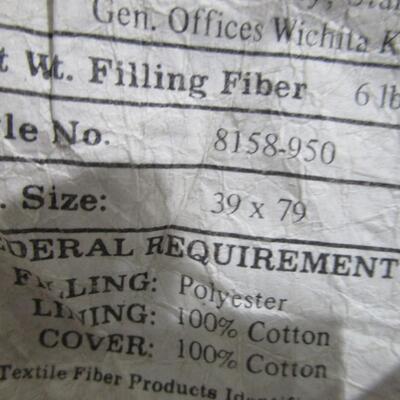 Gen. Offices Wichita K
t Wt. Filling Fiber 6 lb
le No. 8158-950
. Size: 39 x 79
EDERAL REQUIREMENT
FILLING: Polyester
LINING: 100% Cotton
COVER: 100% Cotton
Textile Fiber Products